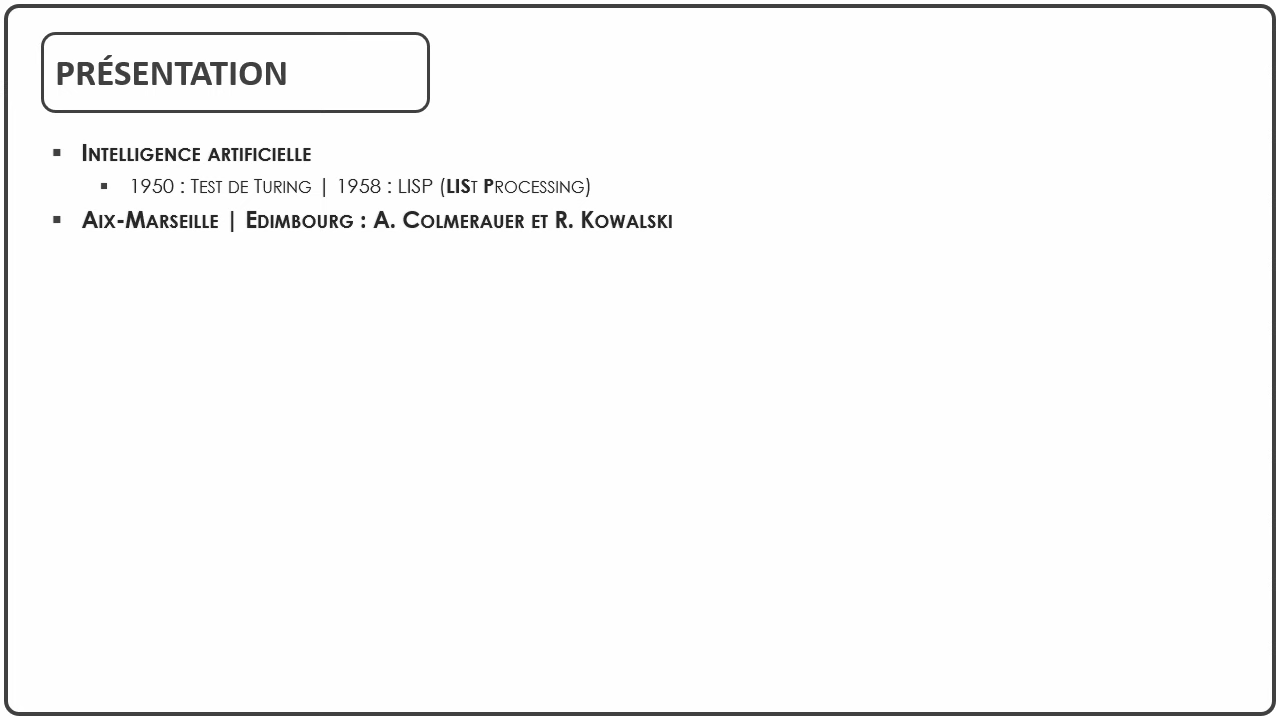 PRÉSENTATION
Intelligence artificielle
1950 : Test de Turing | 1958 : LISP (LISt Processing)
Aix-Marseille | Edimbourg : A. Colmerauer et R. Kowalski